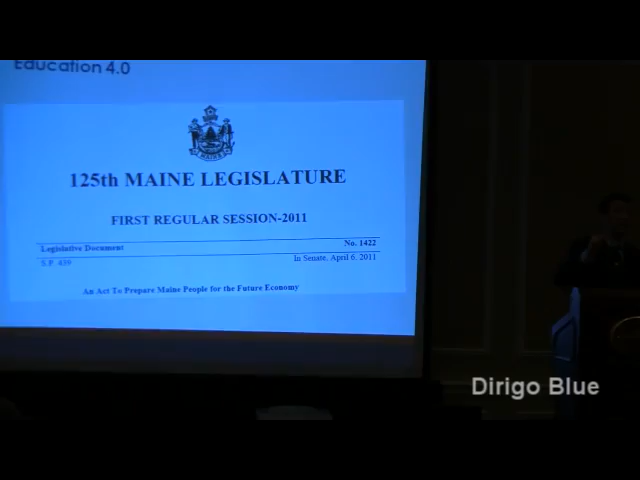 Education 4.0
MAINE
125th MAINE LEGISLATURE
FIRST REGULAR SESSION-2011
Legislative Document No. 1422
S.P. 439 In Senate, April 6, 2011
An Act To Prepare Maine People for the Future Economy
Dirigo Blue